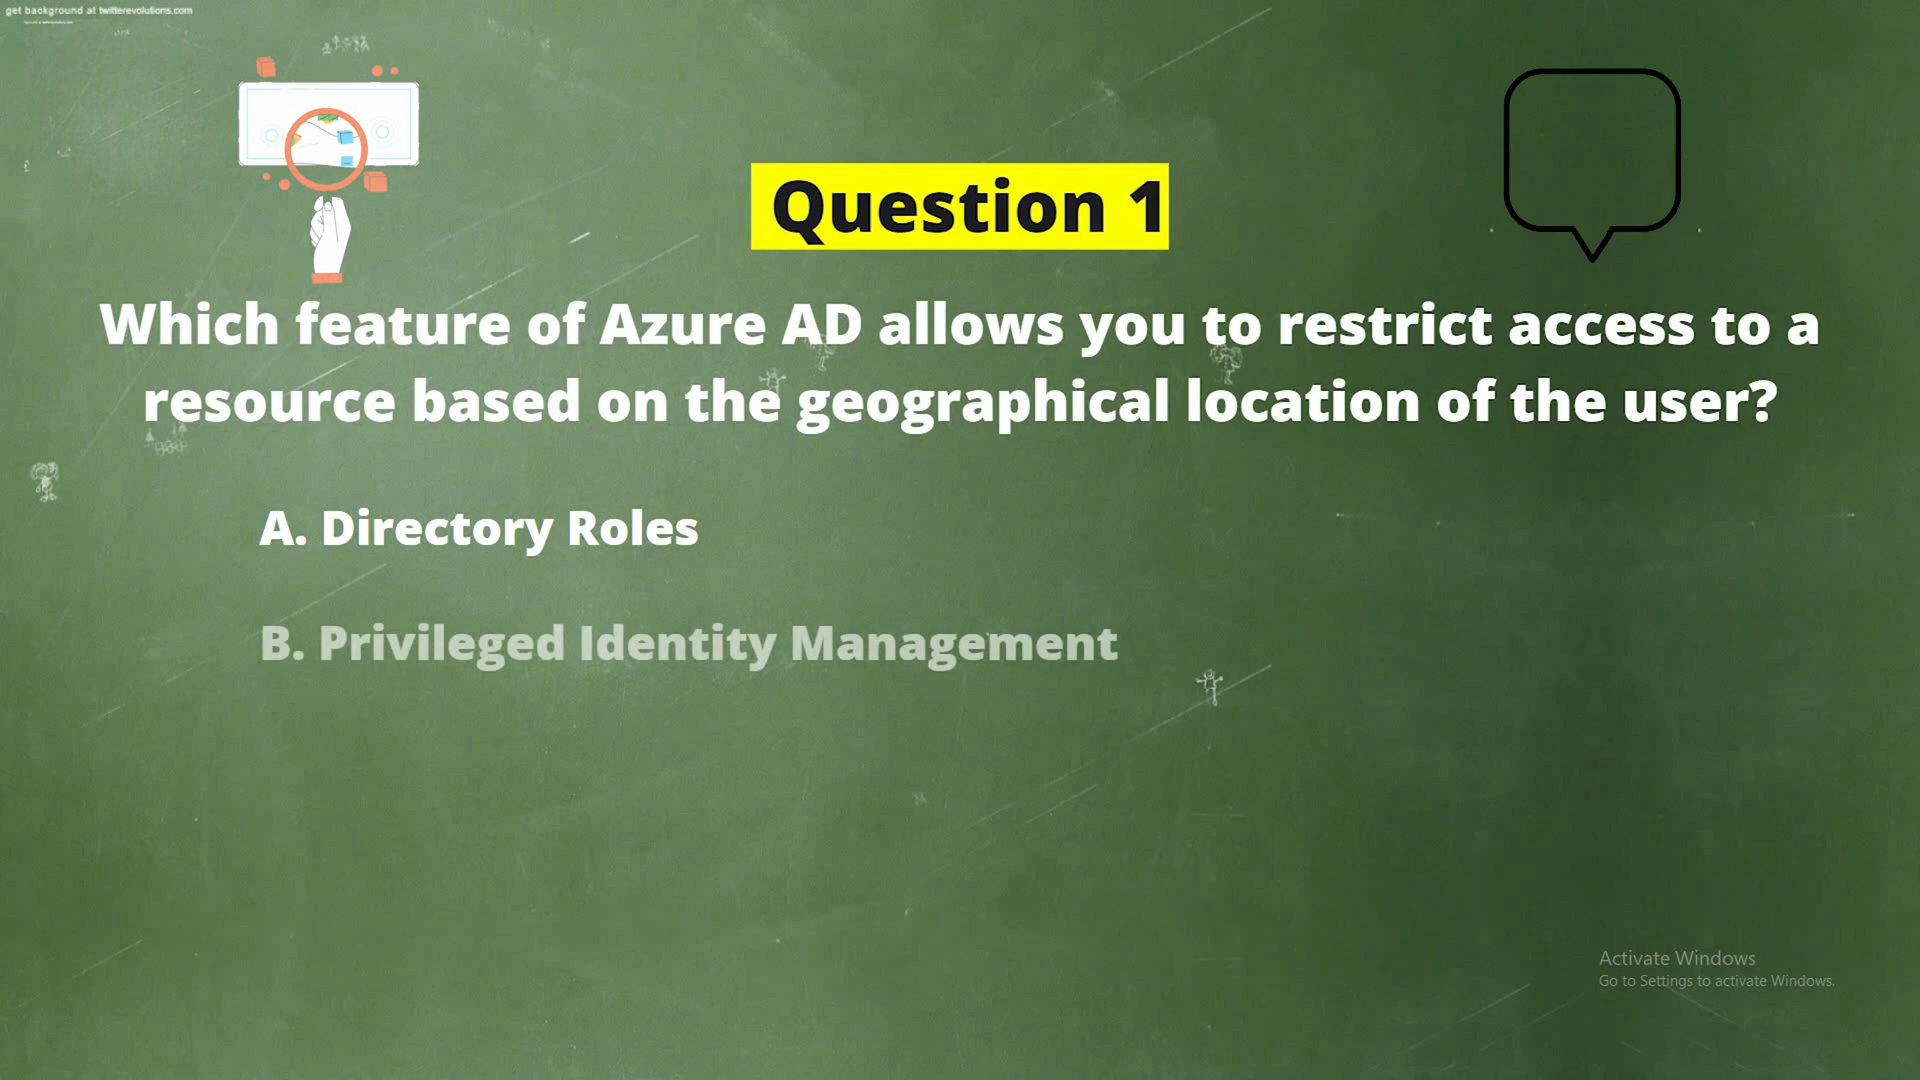 get background at twitterevolutions.com
Question 1
Which feature of Azure AD allows you to restrict access to a
resource based on the geographical location of the user?
A. Directory Roles
B. Privileged Identity Management
Activate Windows
Go to Settings to activate Windows.